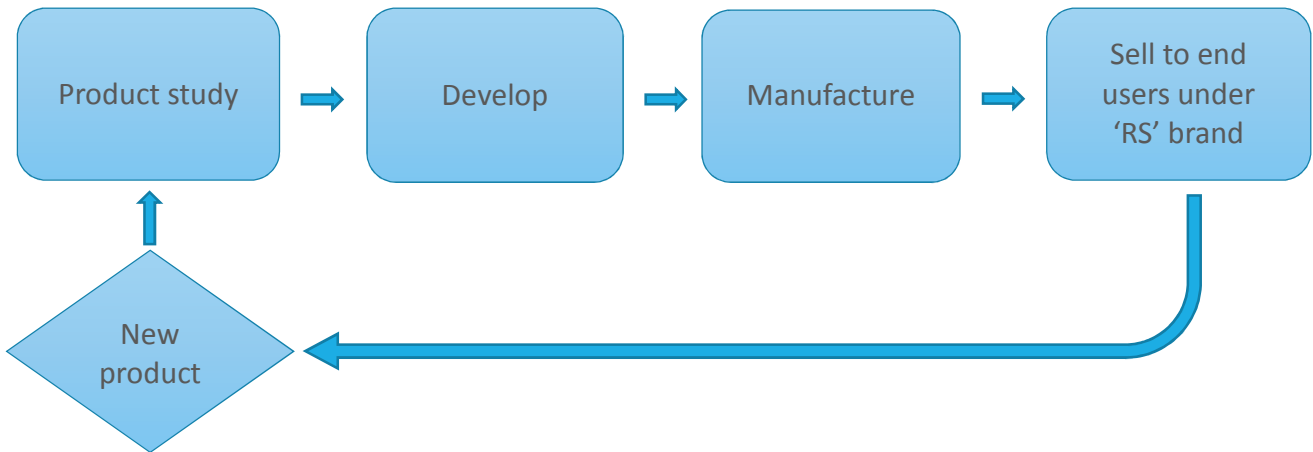 Product study
Develop
Manufacture
Sell to end
users under
‘RS’ brand
New
product